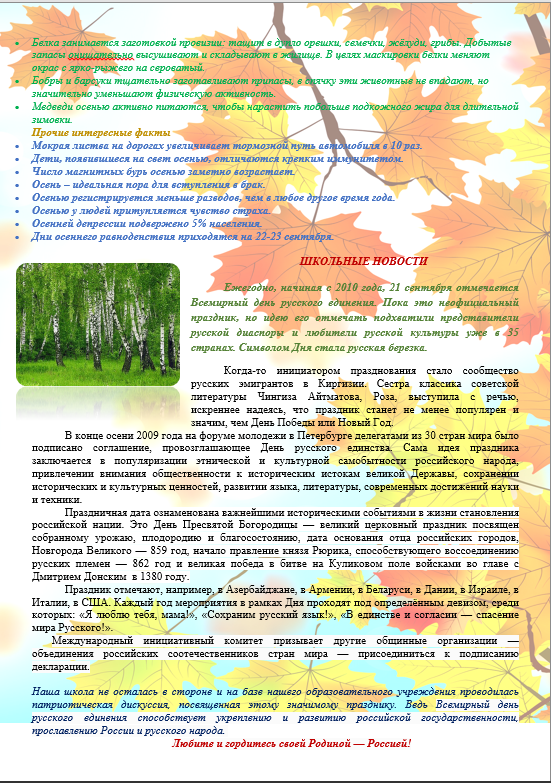 • Белка занимается заготовкой провизии: тащит в дупло орешки, семечки, жёлуди, грибы. Добытые
запасы тщательно высушивают и складывают в жилище. В целях маскировки белки меняют
окрас с ярко-рыжего на сероватый.
• Бобры и барсуки тщательно заготавливают припасы, в спячку эти животные не впадают, но
значительно уменьшают физическую активность.
• Медведи осенью активно питаются, чтобы нарастить побольше подкожного жира для длительной
зимовки.
Прочие интересные факты
• Мокрая листва на дорогах увеличивает тормозной путь автомобиля в 10 раз.
• Дети, появившиеся на свет осенью, отличаются крепким иммунитетом.
• Число магнитных бурь осенью заметно возрастает.
• Осень – идеальная пора для вступления в брак.
• Осенью регистрируется меньше разводов, чем в любое другое время года.
• Осенью у людей притупляется чувство страха.
• Осенней депрессии подвержено 5% населения.
• Дни осеннего равноденствия приходятся на 22-23 сентября.
ШКОЛЬНЫЕ НОВОСТИ
Ежегодно, начиная с 2010 года, 21 сентября отмечается
Всемирный день русского единения. Пока это неофициальный
праздник, но идею его отмечать подхватили представители
русской диаспоры и любители русской культуры уже в 35
странах. Символом Дня стала русская березка.
Когда-то инициатором празднования стало сообщество
русских эмигрантов в Киргизии. Сестра классика советской
литературы Чингиза Айтматова, Роза, выступила с речью,
искреннее надеясь, что праздник станет не менее популярен и
значим, чем День Победы или Новый Год.
В конце осени 2009 года на форуме молодежи в Петербурге делегатами из 30 стран мира было
подписано соглашение, провозглашающее День русского единства. Сама идея праздника
заключается в популяризации этнической и культурной самобытности российского народа,
привлечении внимания общественности к историческим истокам великой Державы, сохранении
исторических и культурных ценностей, развитии языка, литературы, современных достижений науки
и техники.
Праздничная дата ознаменована важнейшими историческими событиями в жизни становления
российской нации. Это День Пресвятой Богородицы — великий церковный праздник посвящен
собранному урожаю, плодородию и благосостоянию, дата основания отца российских городов,
Новгорода Великого — 859 год, начало правление князя Рюрика, способствующего воссоединению
русских племен — 862 год и великая победа в битве на Куликовом поле войсками во главе с
Дмитрием Донским в 1380 году.
Праздник отмечают, например, в Азербайджане, в Армении, в Беларуси, в Дании, в Израиле, в
Италии, в США. Каждый год мероприятия в рамках Дня проходят под определённым девизом, среди
которых: «Я люблю тебя, мама!», «Сохраним русский язык!», «В единстве и согласии — спасение
мира Русского!».
Международный инициативный комитет призывает другие общинные организации —
объединения российских соотечественников стран мира — присоединиться к подписанию
декларации.
Наша школа не осталась в стороне и на базе нашего образовательного учреждения проводилась
патриотическая дискуссия, посвященная этому значимому празднику. Ведь Всемирный день
русского единения способствует укреплению и развитию российской государственности,
прославлению России и русского народа.
Любите и гордитесь своей Родиной — Россией!